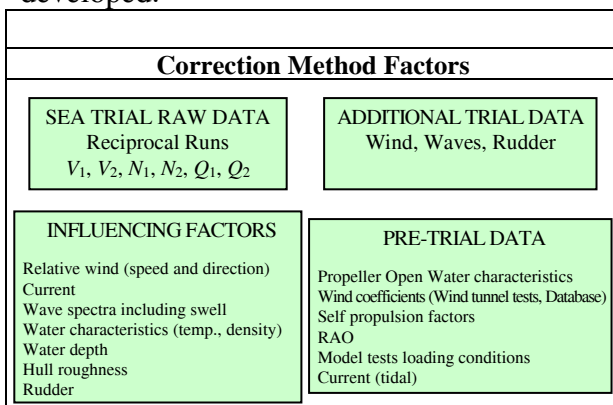 developed.
Correction Method Factors
SEA TRIAL RAW DATA
Reciprocal Runs
V1, V2, N1, N2, Q1, Q2
ADDITIONAL TRIAL DATA
Wind, Waves, Rudder
INFLUENCING FACTORS
Relative wind (speed and direction)
Current
Wave spectra including swell
Water characteristics (temp., density)
Water depth
Hull roughness
Rudder
PRE-TRIAL DATA
Propeller Open Water characteristics
Wind coefficients (Wind tunnel tests, Database)
Self propulsion factors
RAO
Model tests loading conditions
Current (tidal)